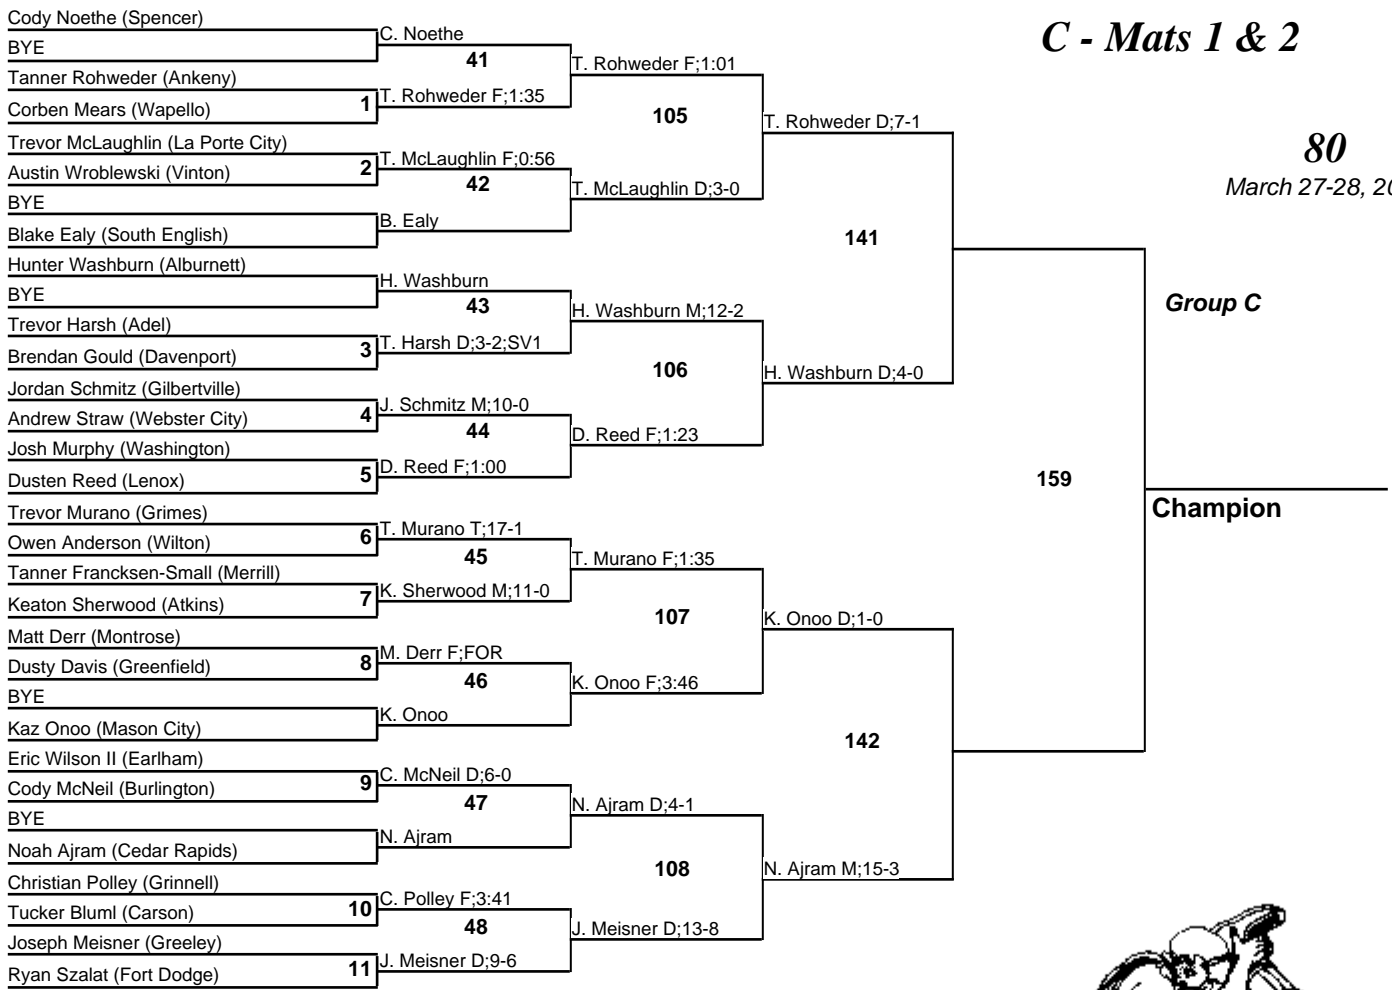 C - Mats 1 & 2
80
March 27-28, 20
Group C
Cody Noethe (Spencer)
BYE
Tanner Rohweder (Ankeny)
Corben Mears (Wapello)
1
Trevor McLaughlin (La Porte City)
Austin Wroblewski (Vinton)
2
BYE
Blake Ealy (South English)
Hunter Washburn (Alburnett)
BYE
Trevor Harsh (Adel)
Brendan Gould (Davenport)
3
Jordan Schmitz (Gilbertville)
Andrew Straw (Webster City)
4
Josh Murphy (Washington)
Dusten Reed (Lenox)
5
Trevor Murano (Grimes)
Owen Anderson (Wilton)
6
Tanner Francksen-Small (Merrill)
Keaton Sherwood (Atkins)
7
Matt Derr (Montrose)
Dusty Davis (Greenfield)
8
BYE
Kaz Onoo (Mason City)
Eric Wilson II (Earlham)
Cody McNeil (Burlington)
9
BYE
Noah Ajram (Cedar Rapids)
Christian Polley (Grinnell)
Tucker Bluml (Carson)
10
Joseph Meisner (Greeley)
Ryan Szalat (Fort Dodge)
11
C. Noethe
41
T. Rohweder F;1:35
T. McLaughlin F;0:56
42
B. Ealy
H. Washburn
43
T. Harsh D;3-2;SV1
J. Schmitz M;10-0
44
D. Reed F;1:00
T. Murano T;17-1
45
K. Sherwood M;11-0
M. Derr F;FOR
46
K. Onoo
C. McNeil D;6-0
47
N. Ajram
C. Polley F;3:41
48
J. Meisner D;9-6
T. Rohweder F;1:01
105
T. McLaughlin D;3-0
H. Washburn M;12-2
106
D. Reed F;1:23
T. Murano F;1:35
107
K. Onoo F;3:46
N. Ajram D;4-1
108
J. Meisner D;13-8
T. Rohweder D;7-1
141
H. Washburn D;4-0
K. Onoo D;1-0
142
N. Ajram M;15-3
159
Champion